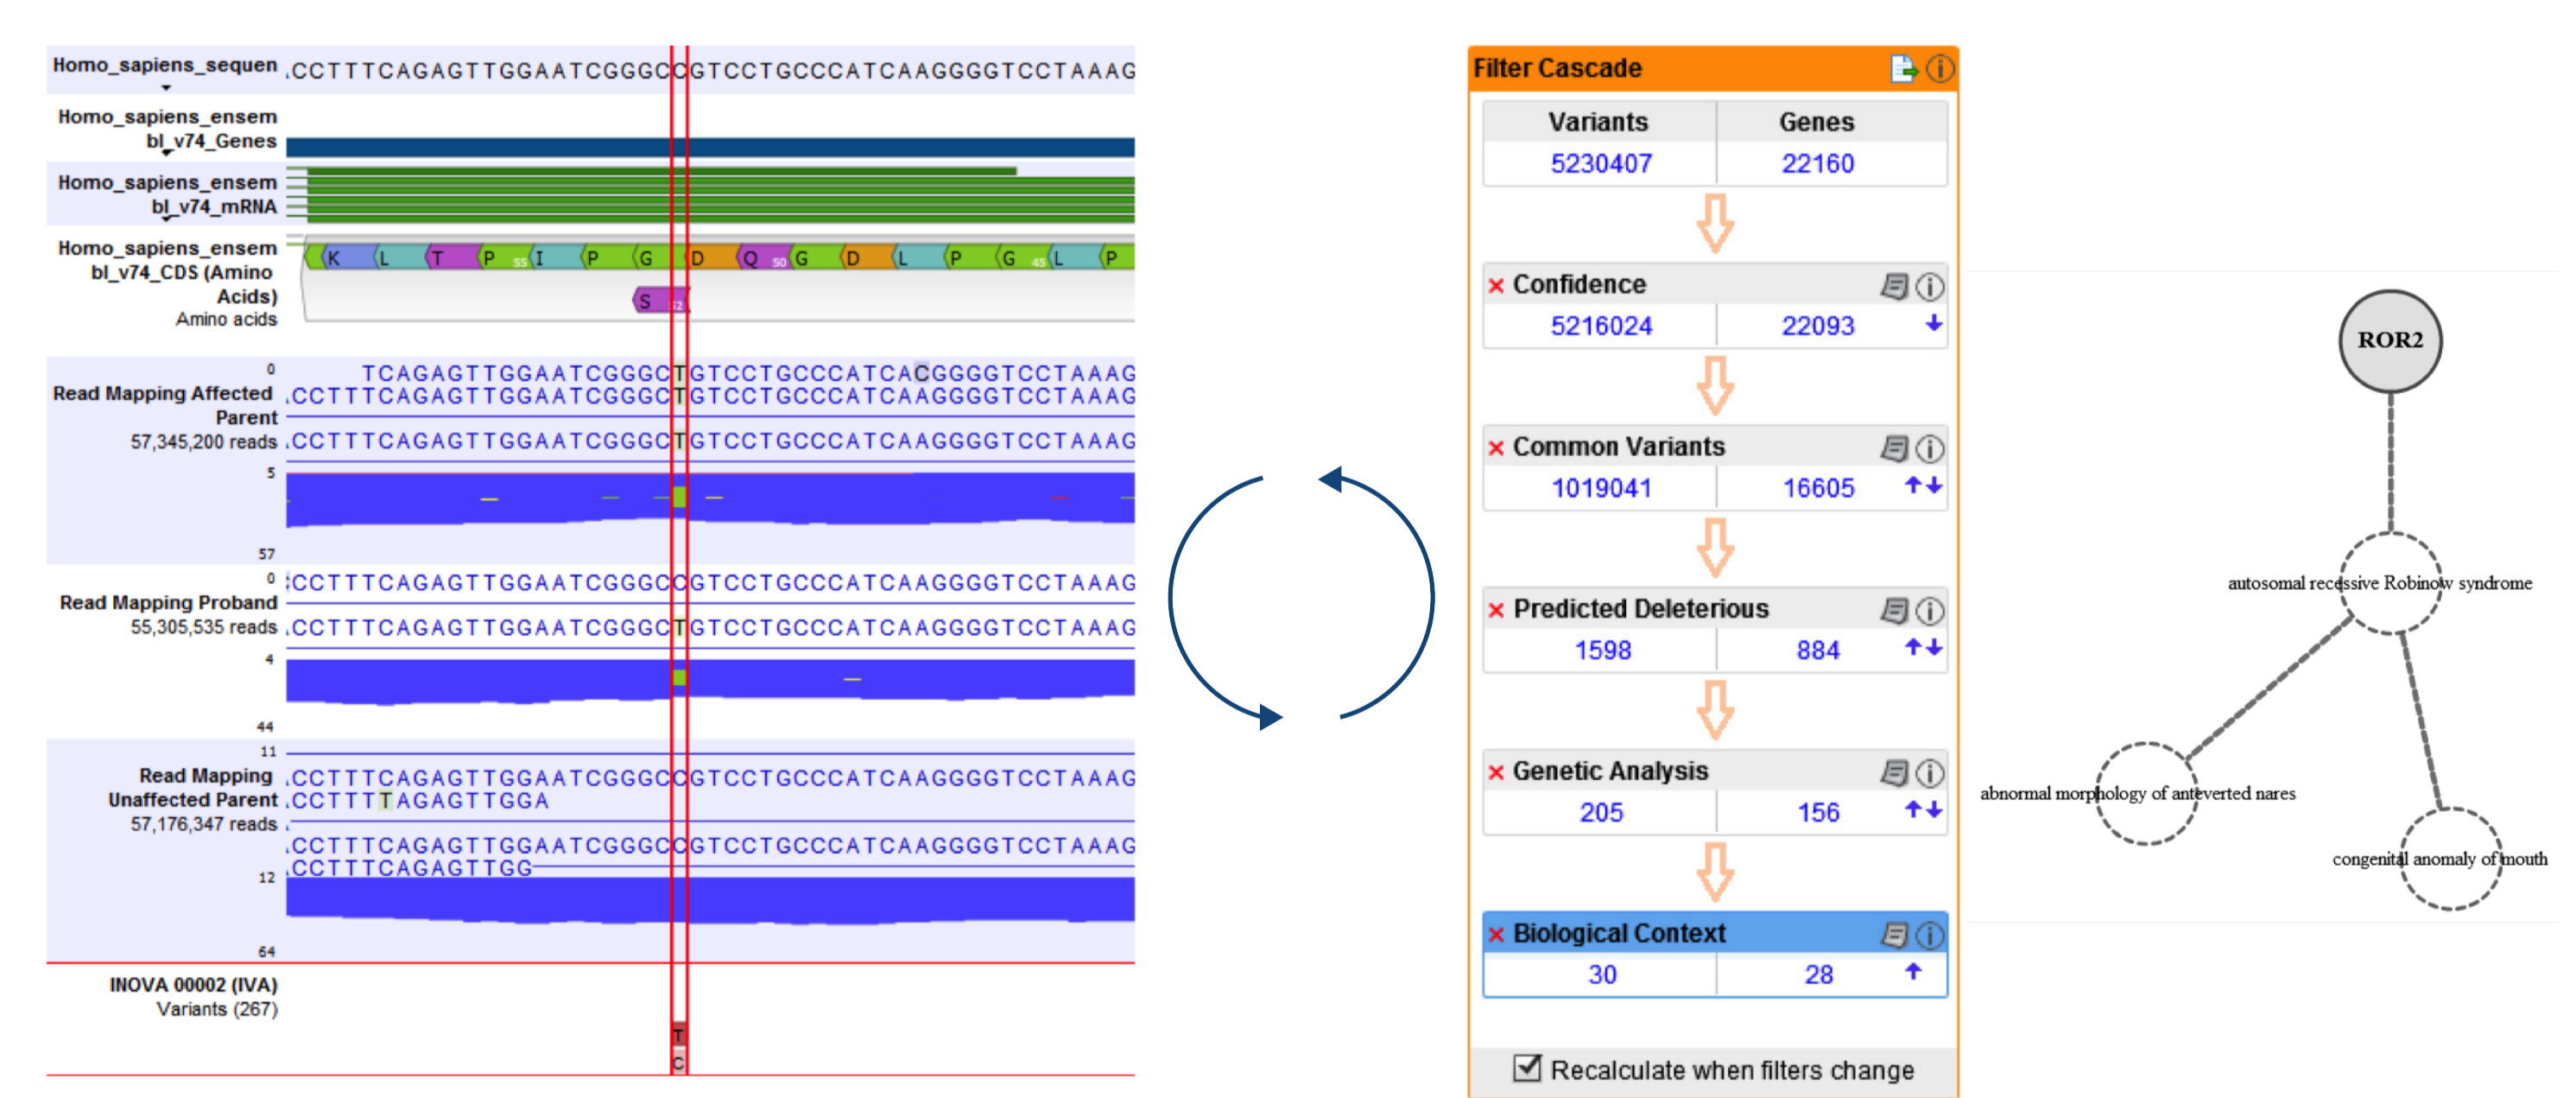 Homo_sapiens_sequen
CCTTTCAGAGTTGGAATCGGGCCGTCCTGCCCATCAAGGGGTCCTAAAG
Homo_sapiens_ensem
bl_v74_Genes
Homo_sapiens_ensem
bl_v74_mRNA
Homo_sapiens_ensem
bl_v74_CDS (Amino
Acids)
Amino acids
K L T P 55 I P G D Q 50 G D L P G 45 L P
S 52
0
TCAGAGTTGGAATCGGGCTGTCCTGCCCATCACGGGGTCCTAAAG
Read Mapping Affected
Parent
57,345,200 reads
CCTTTCAGAGTTGGAATCGGGCTGTCCTGCCCATCAAGGGGTCCTAAAG
CCTTTCAGAGTTGGAATCGGGCTGTCCTGCCCATCAAGGGGTCCTAAAG
5
57
0
CCTTTCAGAGTTGGAATCGGGCCGTCCTGCCCATCAAGGGGTCCTAAAG
Read Mapping Proband
55,305,535 reads
CCTTTCAGAGTTGGAATCGGGCTGTCCTGCCCATCAAGGGGTCCTAAAG
4
44
11
Read Mapping
Unaffected Parent
57,176,347 reads
CCTTTCAGAGTTGGAATCGGGCCGTCCTGCCCATCAAGGGGTCCTAAAG
CCTTTTAGAGTTGGA
CCTTTCAGAGTTGGAATCGGGCCGTCCTGCCCATCAAGGGGTCCTAAAG
CCTTTCAGAGTTGG
12
64
INOVA 00002 (IVA)
Variants (267)
T
C
Filter Cascade
Variants Genes
5230407 22160
Confidence
5216024 22093
Common Variants
1019041 16605
Predicted Deleterious
1598 884
Genetic Analysis
205 156
Biological Context
30 28
Recalculate when filters change
ROR2
autosomal recessive Robinow syndrome
abnormal morphology of anteverted nares
congenital anomaly of mouth